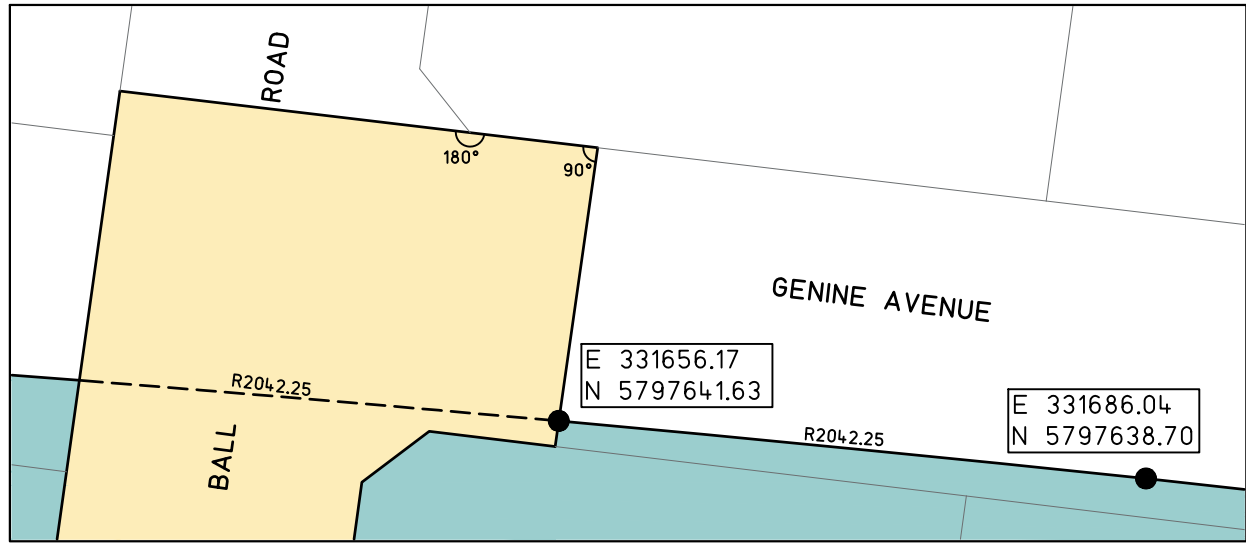 ROAD
180°
90°
GENINE AVENUE
E 331656.17
N 5797641.63
R2042.25
E 331686.04
N 5797638.70
R2042.25
BALL